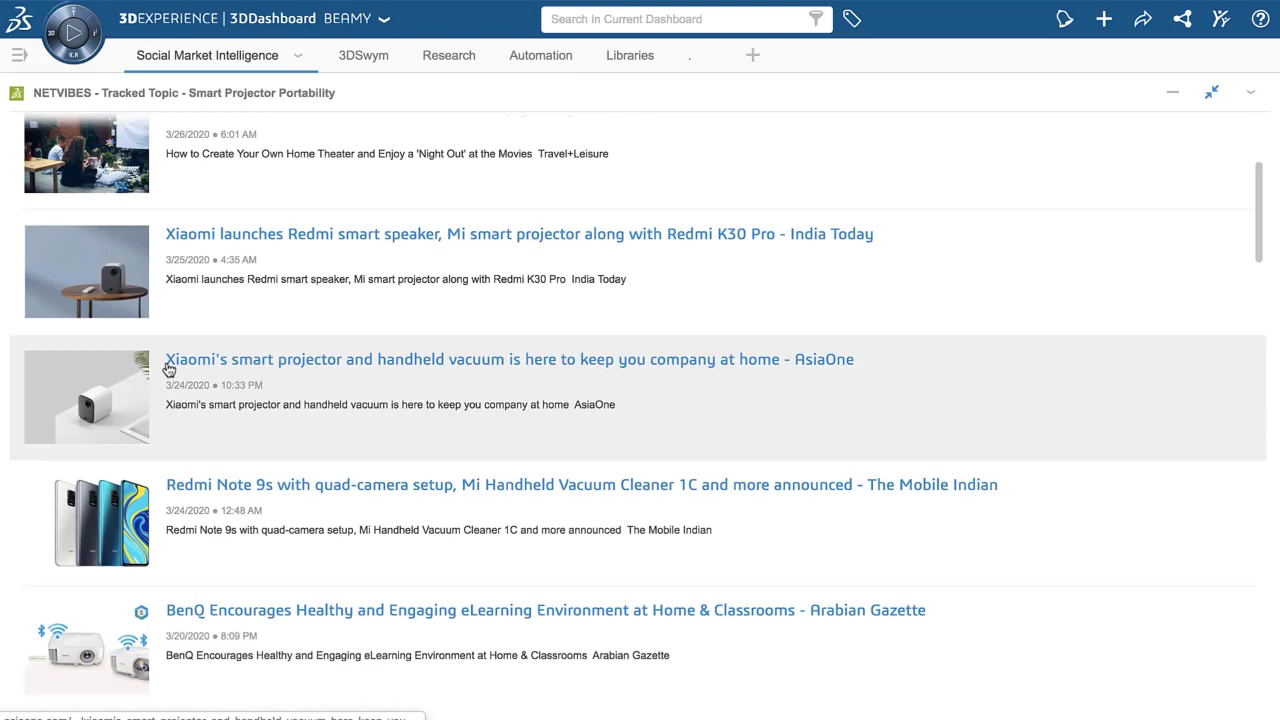 3DEXPERIENCE | 3DDashboard BEAMY
Search In Current Dashboard
3D
i
V.R
Social Market Intelligence
3DSwym
Research
Automation
Libraries
.
NETVIBES - Tracked Topic - Smart Projector Portability
3/26/2020 ● 6:01 AM
How to Create Your Own Home Theater and Enjoy a 'Night Out' at the Movies Travel+Leisure
Xiaomi launches Redmi smart speaker, Mi smart projector along with Redmi K30 Pro - India Today
3/25/2020 ● 4:35 AM
Xiaomi launches Redmi smart speaker, Mi smart projector along with Redmi K30 Pro India Today
Xiaomi's smart projector and handheld vacuum is here to keep you company at home - AsiaOne
3/24/2020 ● 10:33 PM
Xiaomi's smart projector and handheld vacuum is here to keep you company at home AsiaOne
Redmi Note 9s with quad-camera setup, Mi Handheld Vacuum Cleaner 1C and more announced - The Mobile Indian
3/24/2020 ● 12:48 AM
Redmi Note 9s with quad-camera setup, Mi Handheld Vacuum Cleaner 1C and more announced The Mobile Indian
BenQ Encourages Healthy and Engaging eLearning Environment at Home & Classrooms - Arabian Gazette
3/20/2020 ● 8:09 PM
BenQ Encourages Healthy and Engaging eLearning Environment at Home & Classrooms Arabian Gazette